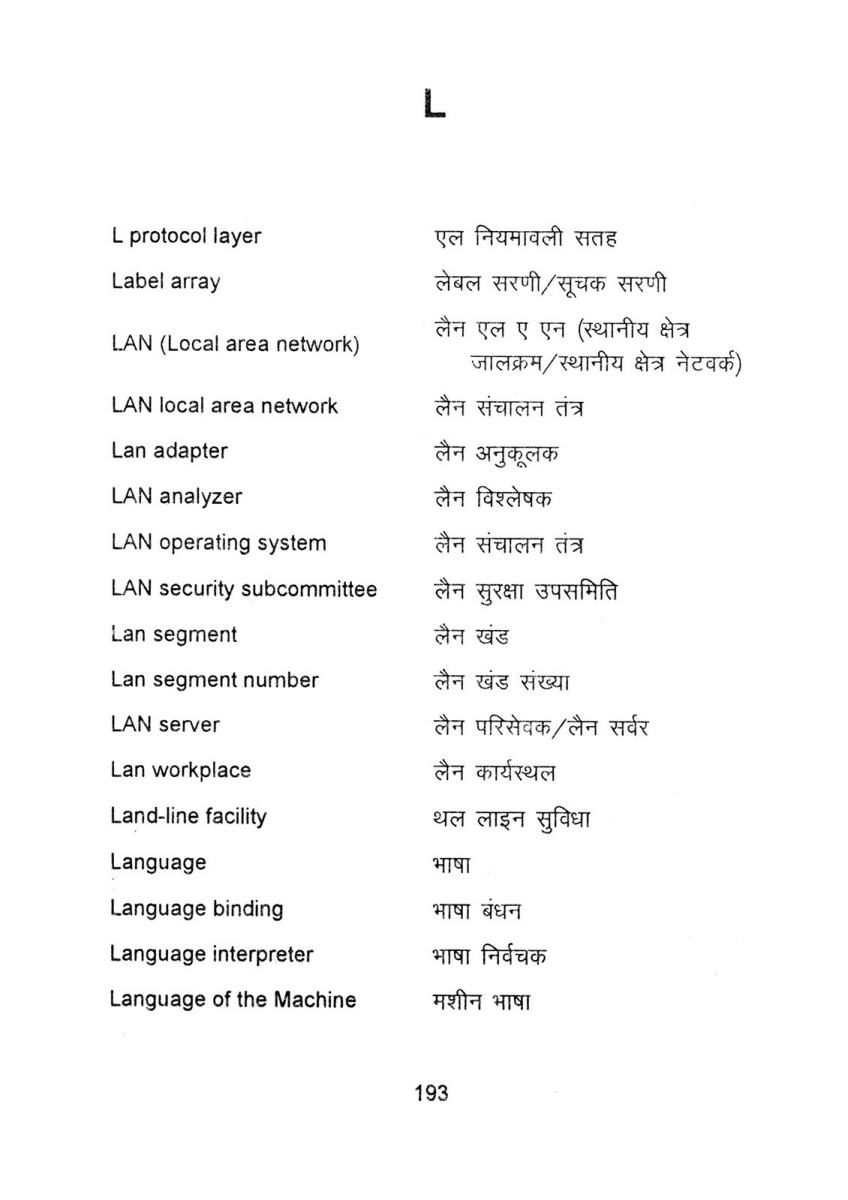 L
L protocol layer एल नियमावली सतह
Label array लेबल सरणी/सूचक सरणी
LAN (Local area network) लैन एल ए एन (स्थानीय क्षेत्र
जालक्रम/स्थानीय क्षेत्र नेटवर्क)
LAN local area network लैन संचालन तंत्र
Lan adapter लैन अनुकूलक
LAN analyzer लैन विश्लेषक
LAN operating system लैन संचालन तंत्र
LAN security subcommittee लैन सुरक्षा उपसमिति
Lan segment लैन खंड
Lan segment number लैन खंड संख्या
LAN server लैन परिसेवक/लैन सर्वर
Lan workplace लैन कार्यस्थल
Land-line facility थल लाइन सुविधा
Language भाषा
Language binding भाषा बंधन
Language interpreter भाषा निर्वचक
Language of the Machine मशीन भाषा
193